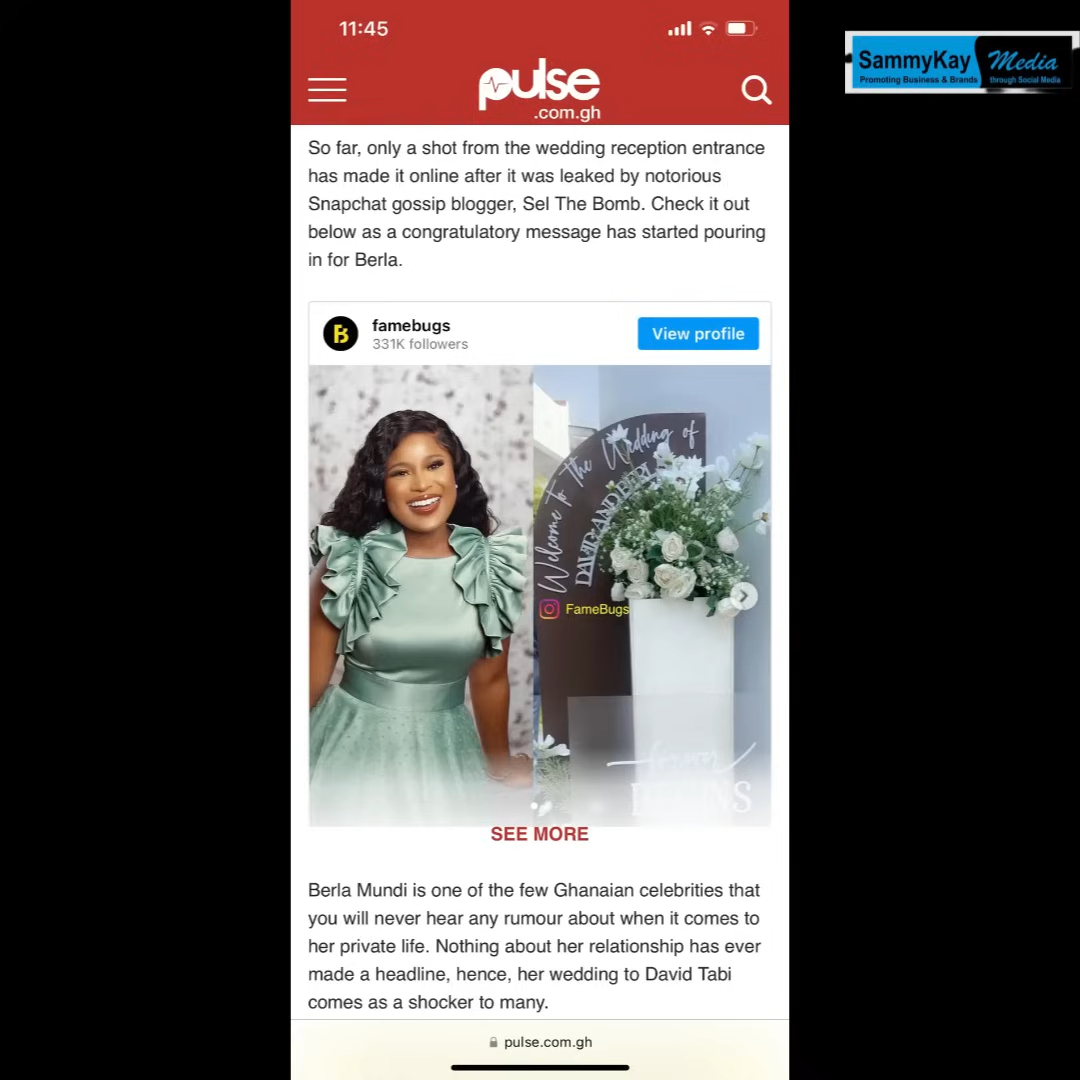 11:45
SammyKay Media
Promoting Business & Brands through Social Media
pulse
.com.gh
So far, only a shot from the wedding reception entrance
has made it online after it was leaked by notorious
Snapchat gossip blogger, Sel The Bomb. Check it out
below as a congratulatory message has started pouring
in for Berla.
famebugs
331K followers
View profile
Welcome to the Wedding of
DAVID AND BERLA
FameBugs
forever
BEGINS
SEE MORE
Berla Mundi is one of the few Ghanaian celebrities that
you will never hear any rumour about when it comes to
her private life. Nothing about her relationship has ever
made a headline, hence, her wedding to David Tabi
comes as a shocker to many.
pulse.com.gh